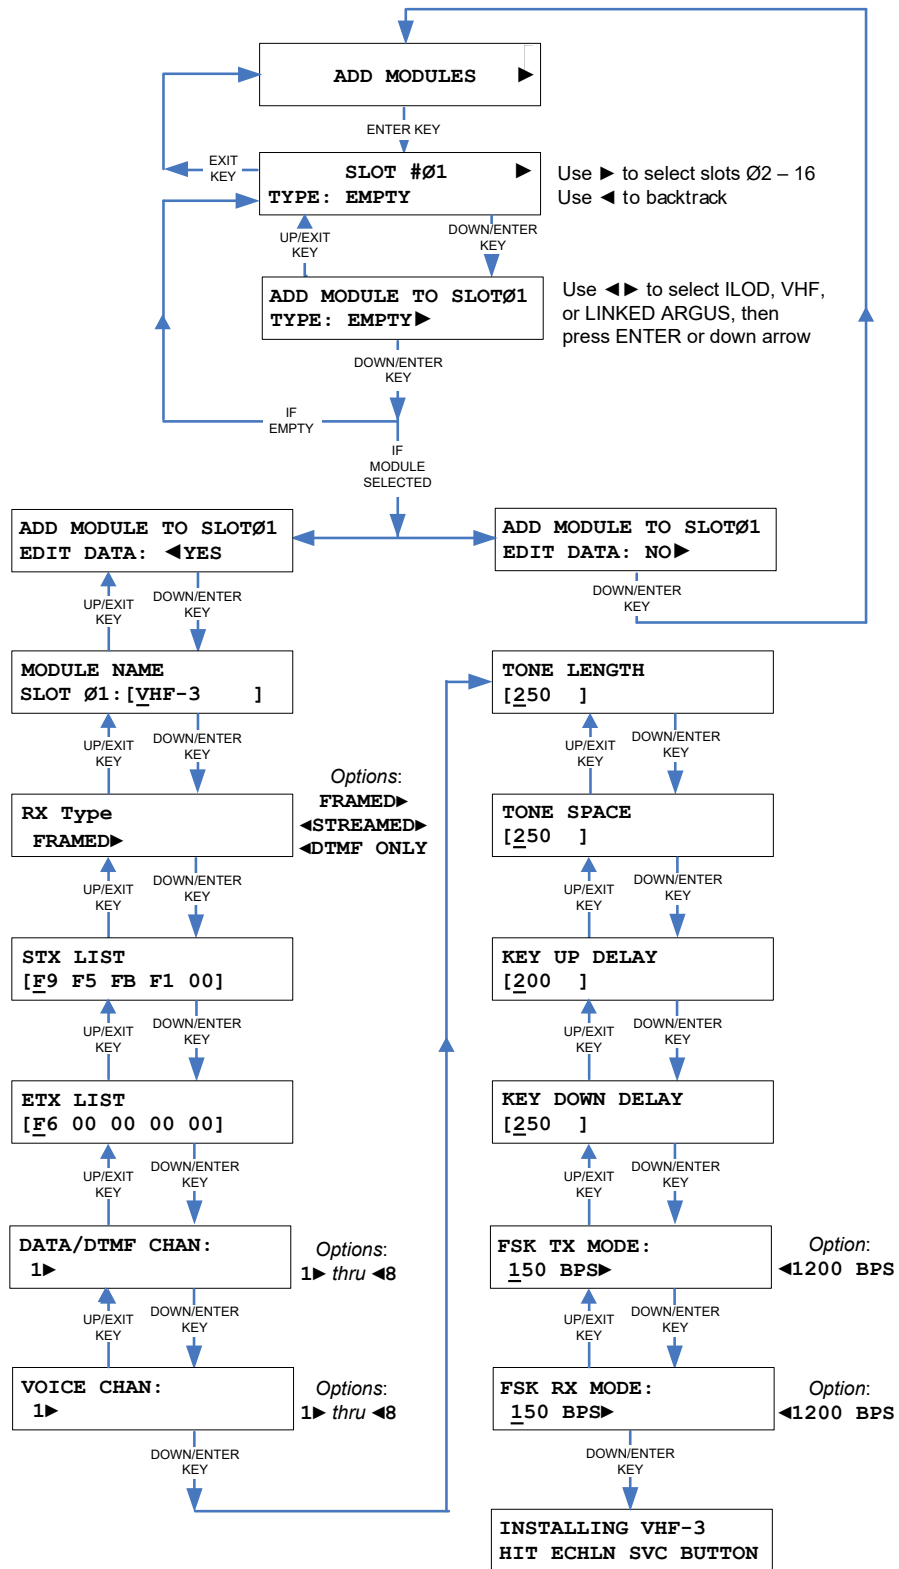 ADD MODULES ►
ENTER KEY
EXIT
KEY
SLOT #Ø1 ►
TYPE: EMPTY
Use ► to select slots Ø2 – 16
Use ◄ to backtrack
UP/EXIT
KEY
DOWN/ENTER
KEY
ADD MODULE TO SLOTØ1
TYPE: EMPTY►
Use ◄► to select ILOD, VHF,
or LINKED ARGUS, then
press ENTER or down arrow
DOWN/ENTER
KEY
IF
EMPTY
IF
MODULE
SELECTED
ADD MODULE TO SLOTØ1
EDIT DATA: ◄YES
ADD MODULE TO SLOTØ1
EDIT DATA: NO►
UP/EXIT
KEY
DOWN/ENTER
KEY
DOWN/ENTER
KEY
MODULE NAME
SLOT Ø1:[VHF-3 ]
UP/EXIT
KEY
DOWN/ENTER
KEY
RX Type
FRAMED►
Options:
FRAMED►
◄STREAMED►
◄DTMF ONLY
UP/EXIT
KEY
DOWN/ENTER
KEY
STX LIST
[F9 F5 FB F1 00]
UP/EXIT
KEY
DOWN/ENTER
KEY
ETX LIST
[F6 00 00 00 00]
UP/EXIT
KEY
DOWN/ENTER
KEY
DATA/DTMF CHAN:
1►
Options:
1► thru ◄8
UP/EXIT
KEY
DOWN/ENTER
KEY
VOICE CHAN:
1►
Options:
1► thru ◄8
DOWN/ENTER
KEY
TONE LENGTH
[250 ]
UP/EXIT
KEY
DOWN/ENTER
KEY
TONE SPACE
[250 ]
UP/EXIT
KEY
DOWN/ENTER
KEY
KEY UP DELAY
[200 ]
UP/EXIT
KEY
DOWN/ENTER
KEY
KEY DOWN DELAY
[250 ]
UP/EXIT
KEY
DOWN/ENTER
KEY
FSK TX MODE:
150 BPS►
Option:
◄1200 BPS
UP/EXIT
KEY
DOWN/ENTER
KEY
FSK RX MODE:
150 BPS►
Option:
◄1200 BPS
DOWN/ENTER
KEY
INSTALLING VHF-3
HIT ECHLN SVC BUTTON